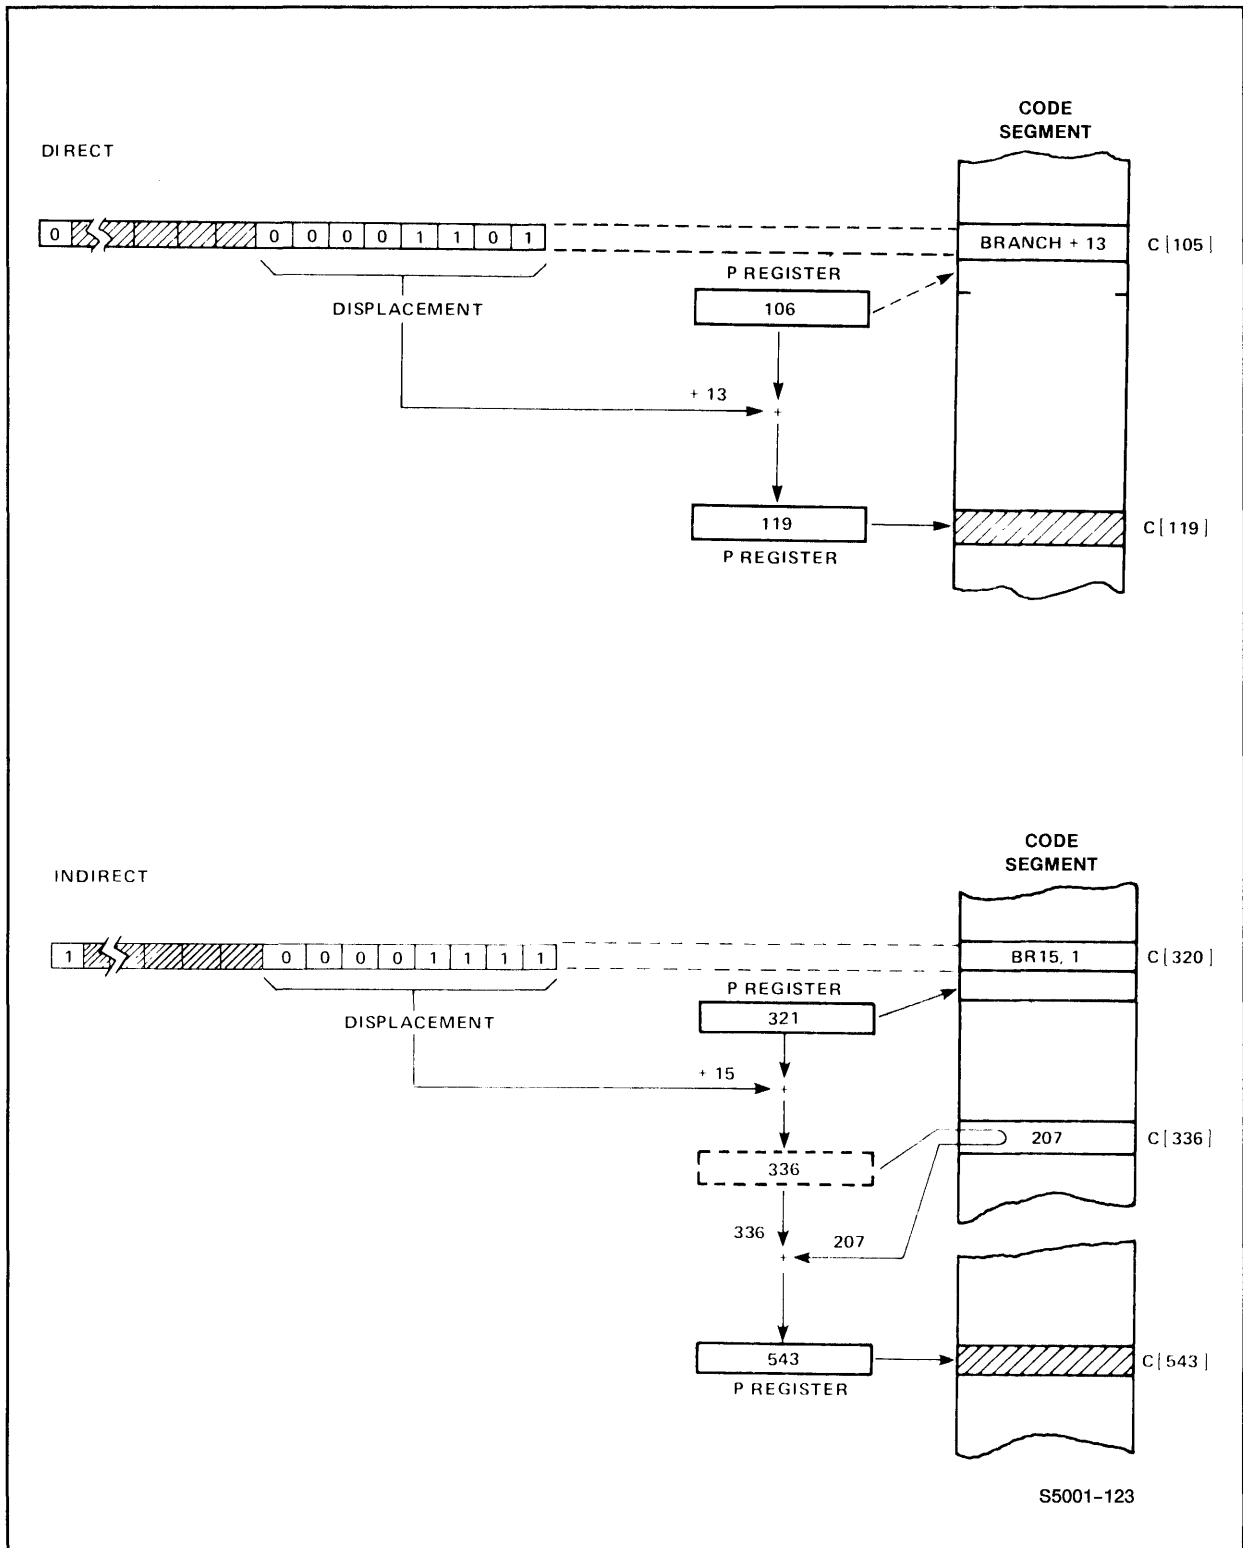 CODE
SEGMENT
DIRECT
0 0 0 0 0 1 1 0 1
BRANCH + 13 C[105]
P REGISTER
106
DISPLACEMENT
+ 13
+
119 C[119]
P REGISTER
CODE
SEGMENT
INDIRECT
1 0 0 0 0 1 1 1 1
BR15, 1 C[320]
P REGISTER
321
DISPLACEMENT
+ 15
+
207 C[336]
336
336 207
+
543 C[543]
P REGISTER
S5001-123